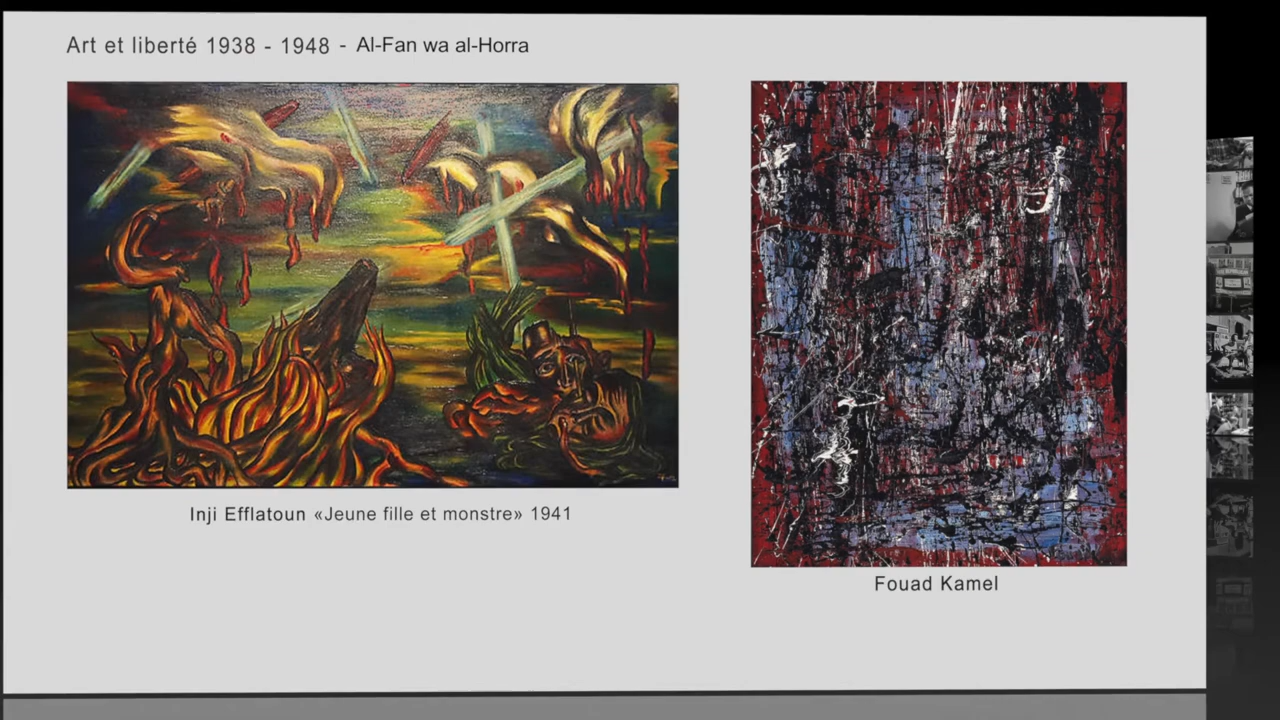 Art et liberté 1938 - 1948 - Al-Fan wa al-Horra
Inji Efflatoun «Jeune fille et monstre» 1941
Fouad Kamel